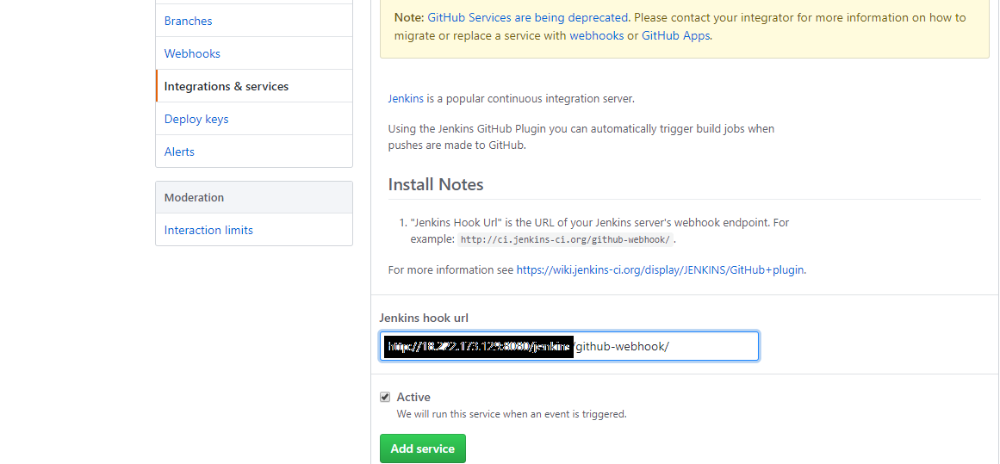 Branches
Webhooks
Integrations & services
Deploy keys
Alerts
Moderation
Interaction limits
Note: GitHub Services are being deprecated. Please contact your integrator for more information on how to
migrate or replace a service with webhooks or GitHub Apps.
Jenkins is a popular continuous integration server.
Using the Jenkins GitHub Plugin you can automatically trigger build jobs when
pushes are made to GitHub.
Install Notes
1. "Jenkins Hook Url" is the URL of your Jenkins server's webhook endpoint. For
example: http://ci.jenkins-ci.org/github-webhook/ .
For more information see https://wiki.jenkins-ci.org/display/JENKINS/GitHub+plugin.
Jenkins hook url
/github-webhook/
Active
We will run this service when an event is triggered.
Add service